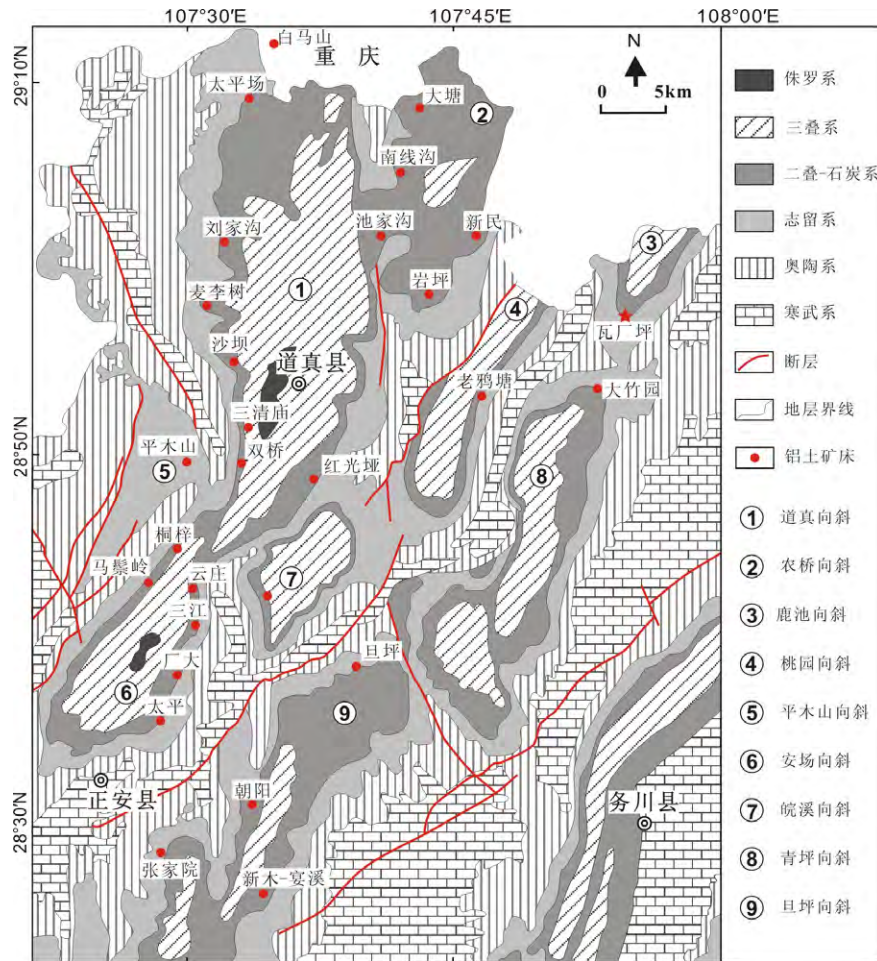 107°30'E
107°45'E
108°00'E
29°10'N
28°50'N
28°30'N
白马山
重庆
N
0 5km
太平场
大塘
②
南线沟
刘家沟
池家沟
新民
③
①
岩坪
麦李树
④
瓦厂坪
沙坝
道真县
老鸦塘
大竹园
三清庙
平木山
双桥
⑤
红光垭
⑧
桐梓
马鬃岭
云庄
⑦
三江
旦坪
广大
⑥
太平
⑨
正安县
朝阳
务川县
张家院
新木-宴溪
侏罗系
三叠系
二叠-石炭系
志留系
奥陶系
寒武系
断层
地层界线
铝土矿床
① 道真向斜
② 农桥向斜
③ 鹿池向斜
④ 桃园向斜
⑤ 平木山向斜
⑥ 安场向斜
⑦ 皖溪向斜
⑧ 青坪向斜
⑨ 旦坪向斜